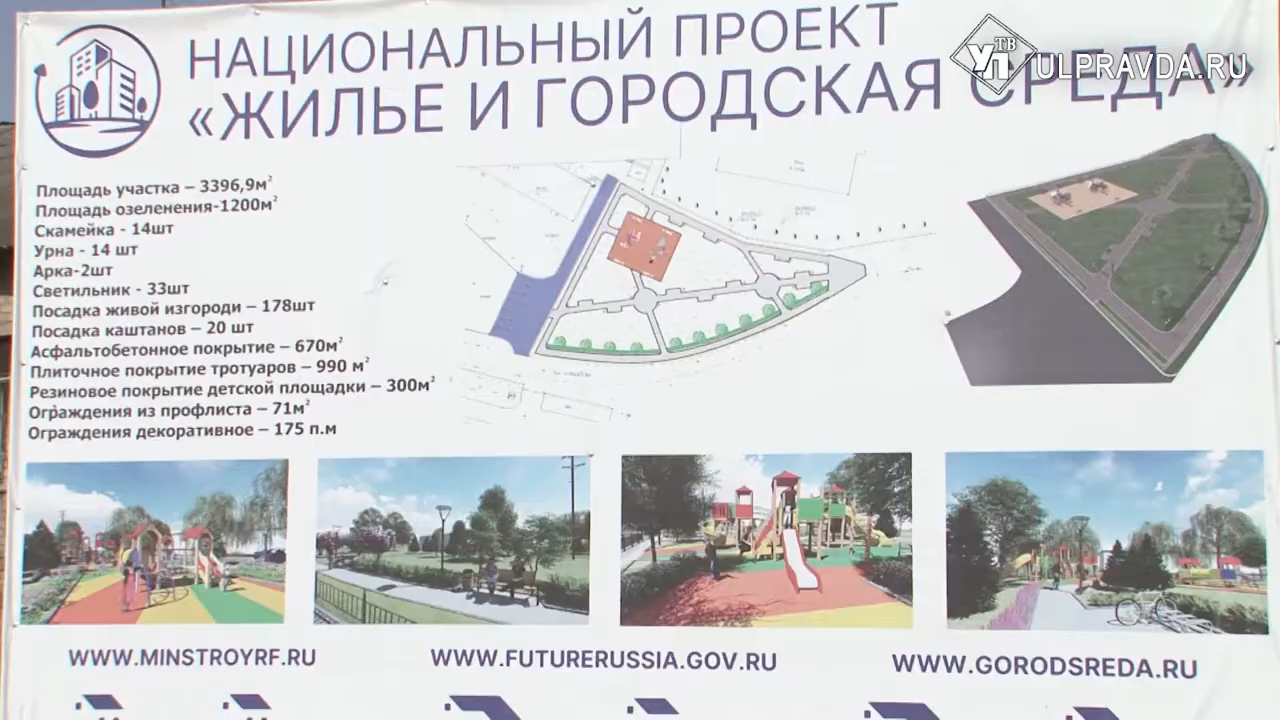 НАЦИОНАЛЬНЫЙ ПРОЕКТ
«ЖИЛЬЕ И ГОРОДСКАЯ СРЕДА»
УП ТВ ULPRAVDA.RU
Площадь участка – 3396,9м²
Площадь озеленения-1200м²
Скамейка - 14шт
Урна - 14 шт
Арка-2шт
Светильник - 33шт
Посадка живой изгороди – 178шт
Посадка каштанов – 20 шт
Асфальтобетонное покрытие – 670м²
Плиточное покрытие тротуаров – 990 м²
Резиновое покрытие детской площадки – 300м²
Ограждения из профлиста – 71м²
Ограждения декоративное – 175 п.м
WWW.MINSTROYRF.RU
WWW.FUTURERUSSIA.GOV.RU
WWW.GORODSREDA.RU